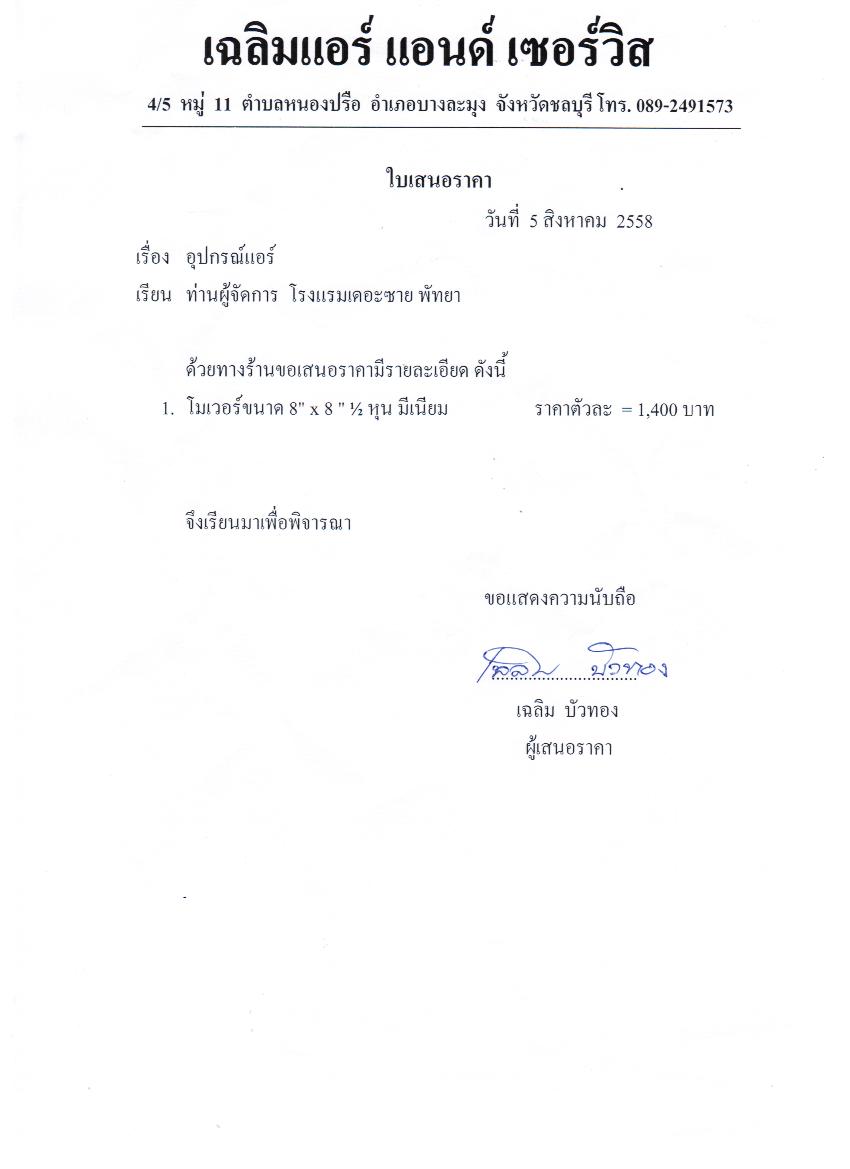 เฉลิมแอร์ แอนด์ เซอร์วิส
4/5 หมู่ 11 ตำบลหนองปรือ อำเภอบางละมุง จังหวัดชลบุรี โทร. 089-2491573
ใบเสนอราคา
วันที่ 5 สิงหาคม 2558
เรื่อง อุปกรณ์แอร์
เรียน ท่านผู้จัดการ โรงแรมเดอะซาย พัทยา
ด้วยทางร้านขอเสนอราคามีรายละเอียด ดังนี้
1. โมเวอร์ขนาด 8" x 8 " ½ หุน มีเนียม ราคาตัวละ = 1,400 บาท
จึงเรียนมาเพื่อพิจารณา
ขอแสดงความนับถือ
เฉลิม บัวทอง
เฉลิม บัวทอง
ผู้เสนอราคา